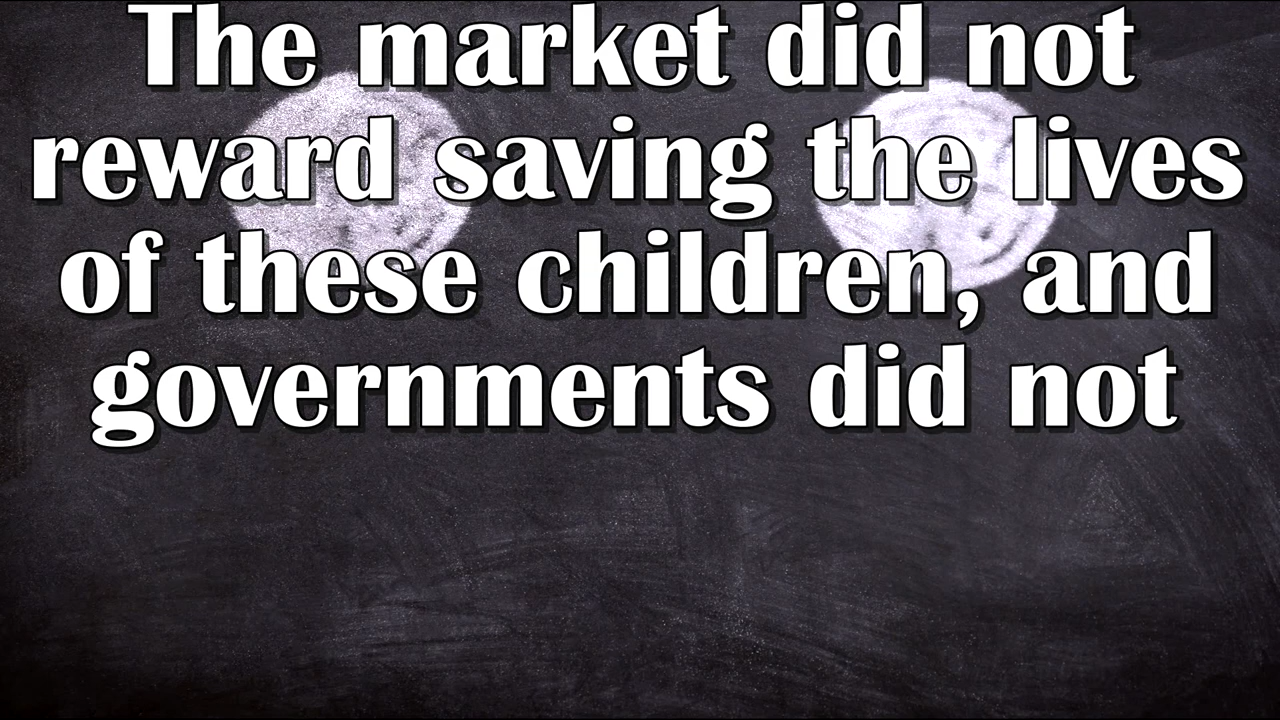 The market did not
reward saving the lives
of these children, and
governments did not